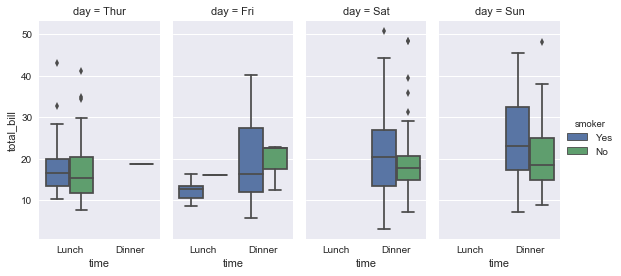 day = Thur
day = Fri
day = Sat
day = Sun
total_bill
50
40
30
20
10
Lunch Dinner
Lunch Dinner
Lunch Dinner
Lunch Dinner
time
time
time
time
smoker
Yes
No